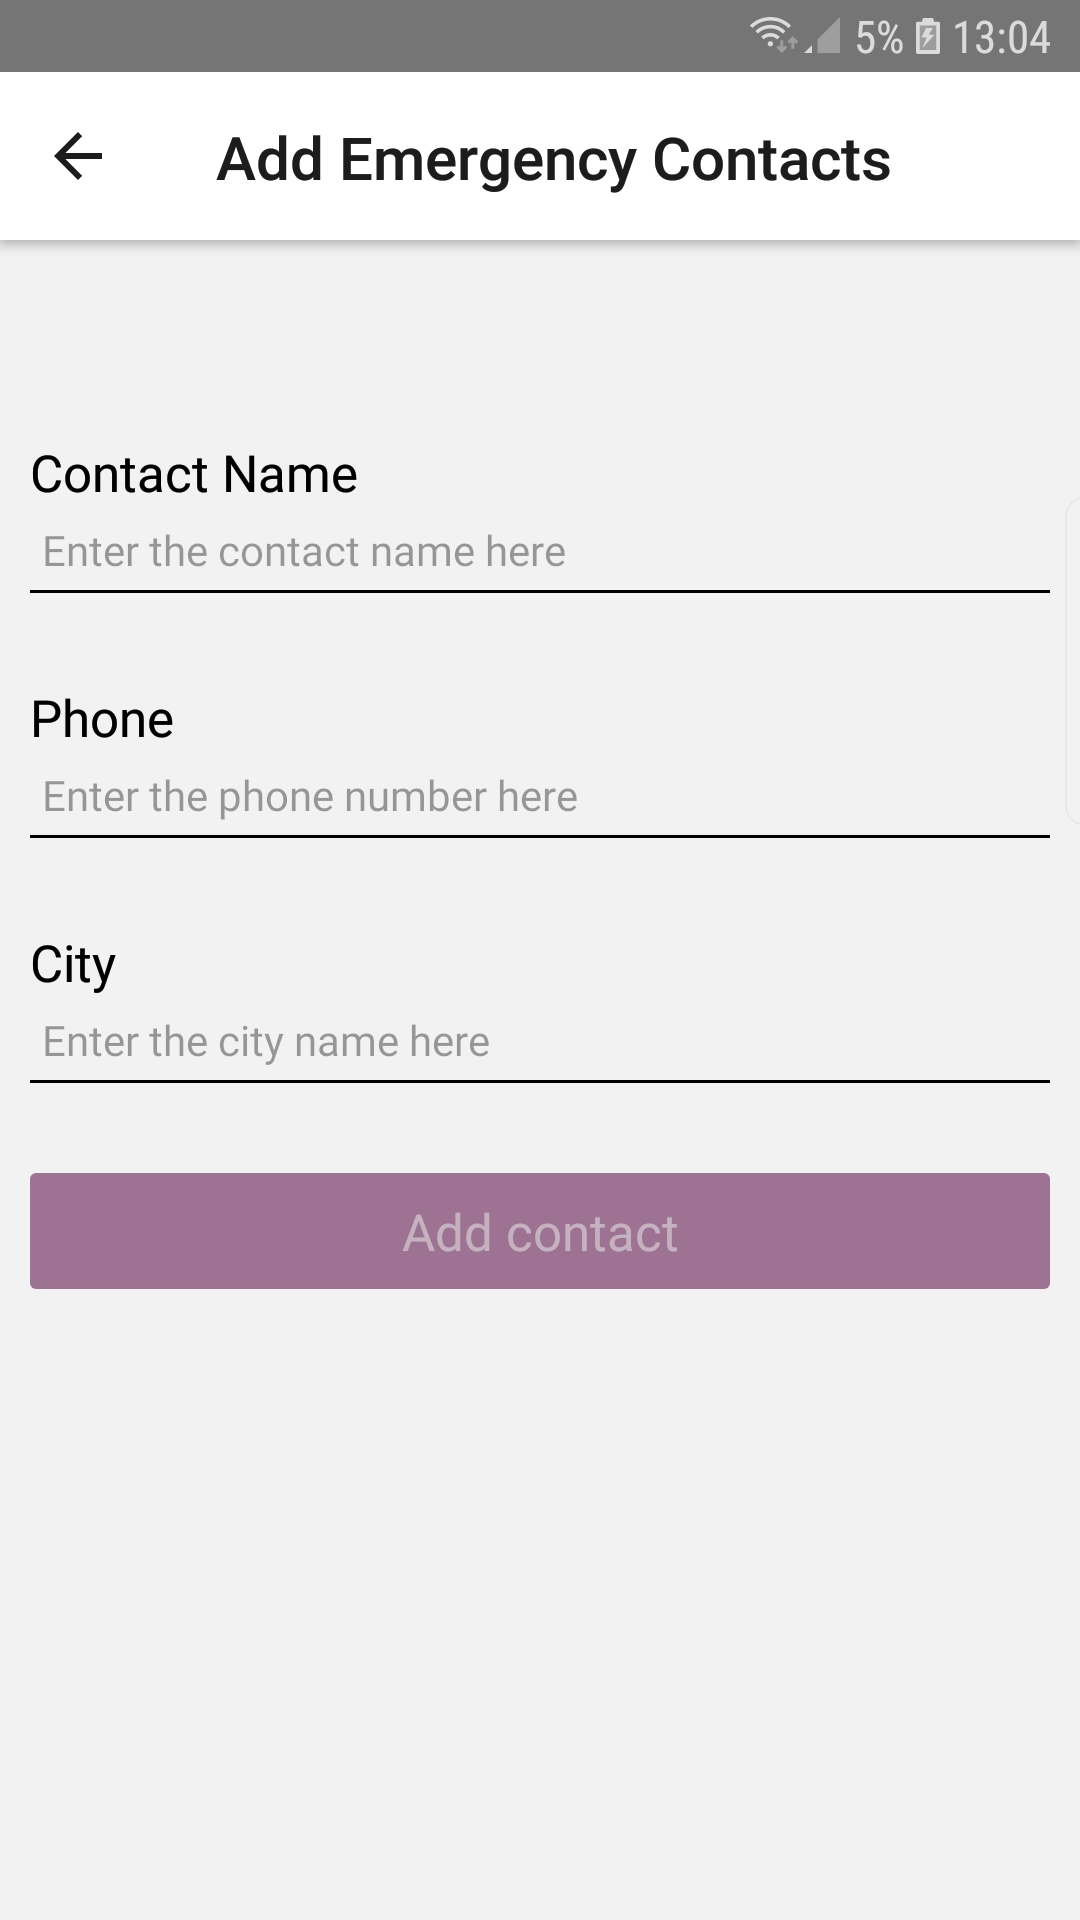 5% 13:04
Add Emergency Contacts
Contact Name
Enter the contact name here
Phone
Enter the phone number here
City
Enter the city name here
Add contact